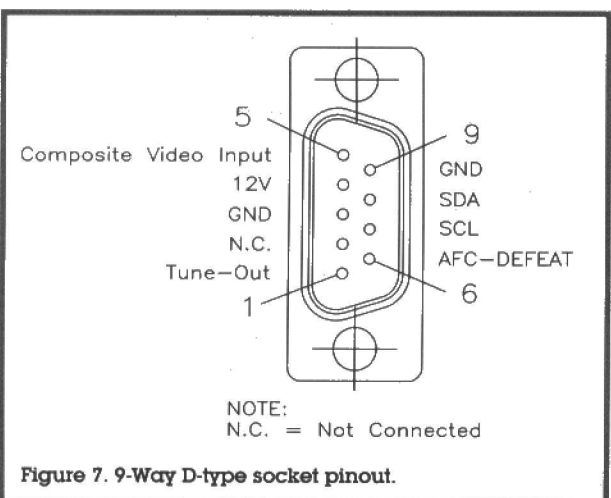 5
Composite Video Input
12V
GND
N.C.
Tune-Out
1
9
GND
SDA
SCL
AFC-DEFEAT
6
NOTE:
N.C. = Not Connected
Figure 7. 9-Way D-type socket pinout.